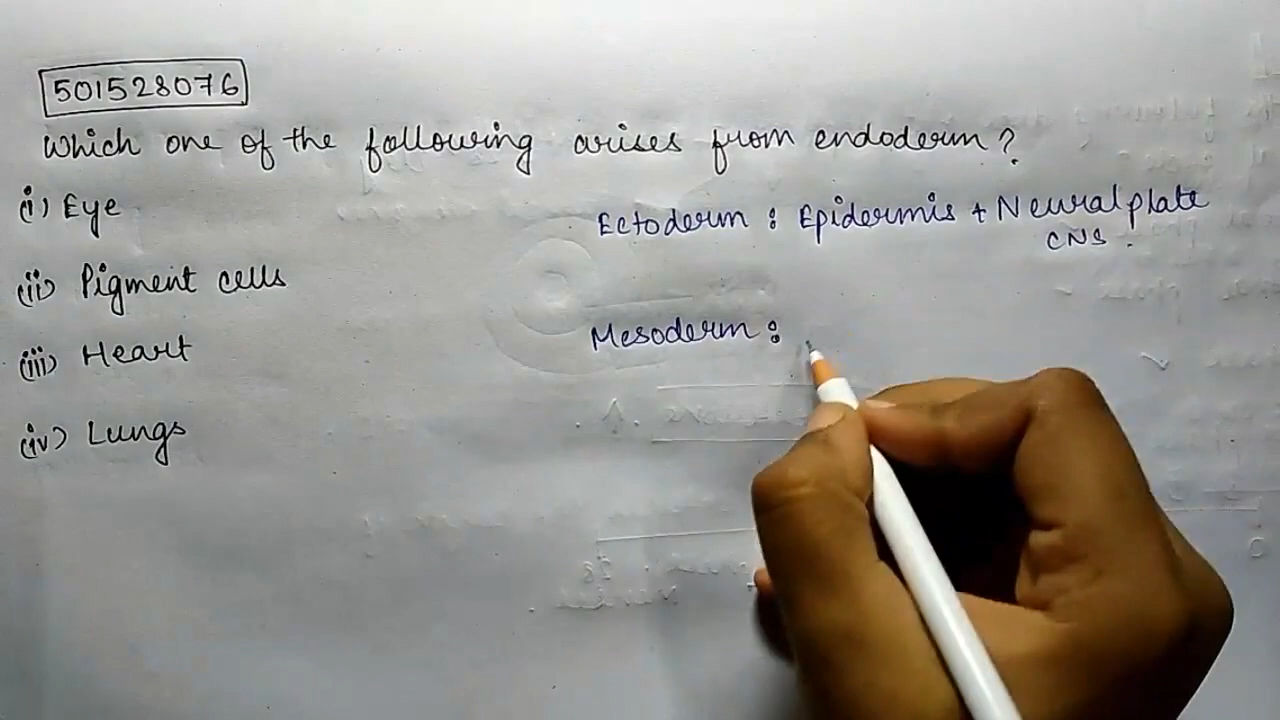 501528076
Which one of the following arises from endoderm?
(i) Eye
(ii) Pigment cells
(iii) Heart
(iv) Lungs
Ectoderm : Epidermis + Neural plate
CNS.
Mesoderm :